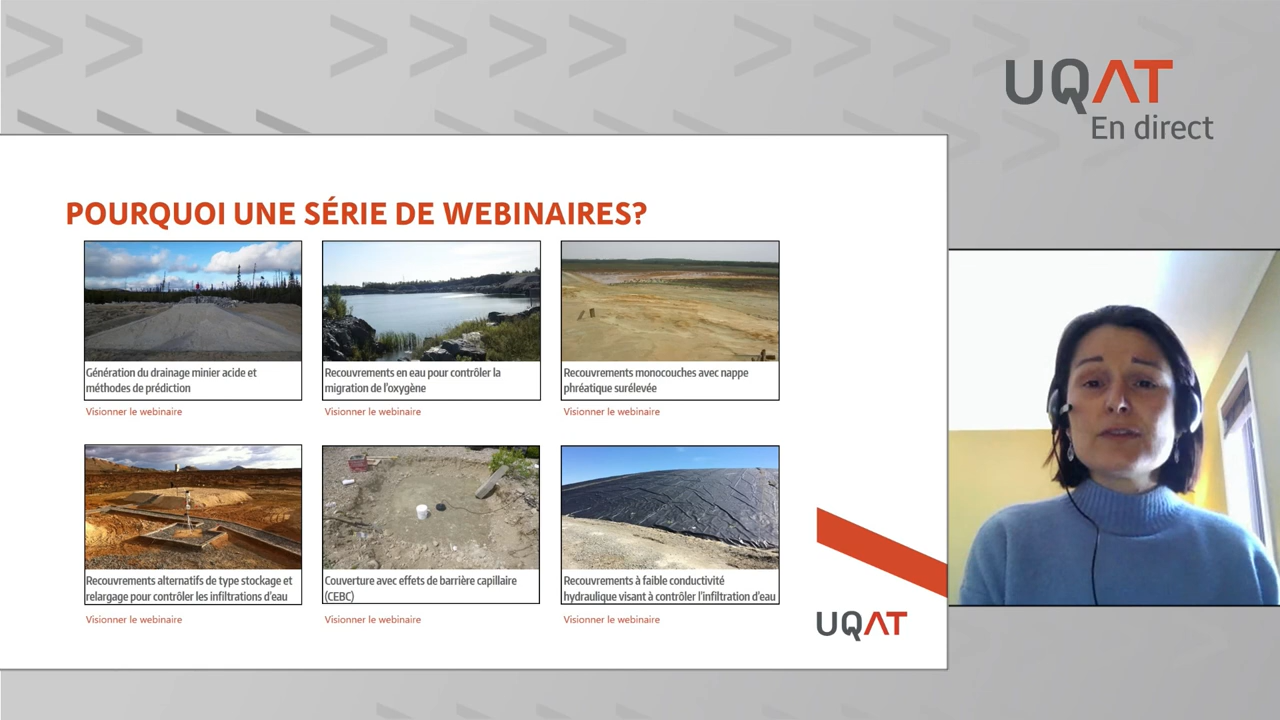 UQAT
En direct
POURQUOI UNE SÉRIE DE WEBINAIRES?
Génération du drainage minier acide et
méthodes de prédiction
Visionner le webinaire
Recouvrements en eau pour contrôler la
migration de l'oxygène
Visionner le webinaire
Recouvrements monocouches avec nappe
phréatique surélevée
Visionner le webinaire
Recouvrements alternatifs de type stockage et
relargage pour contrôler les infiltrations d'eau
Visionner le webinaire
Couverture avec effets de barrière capillaire
(CEBC)
Visionner le webinaire
Recouvrements à faible conductivité
hydraulique visant à contrôler l'infiltration d'eau
Visionner le webinaire
UQAT